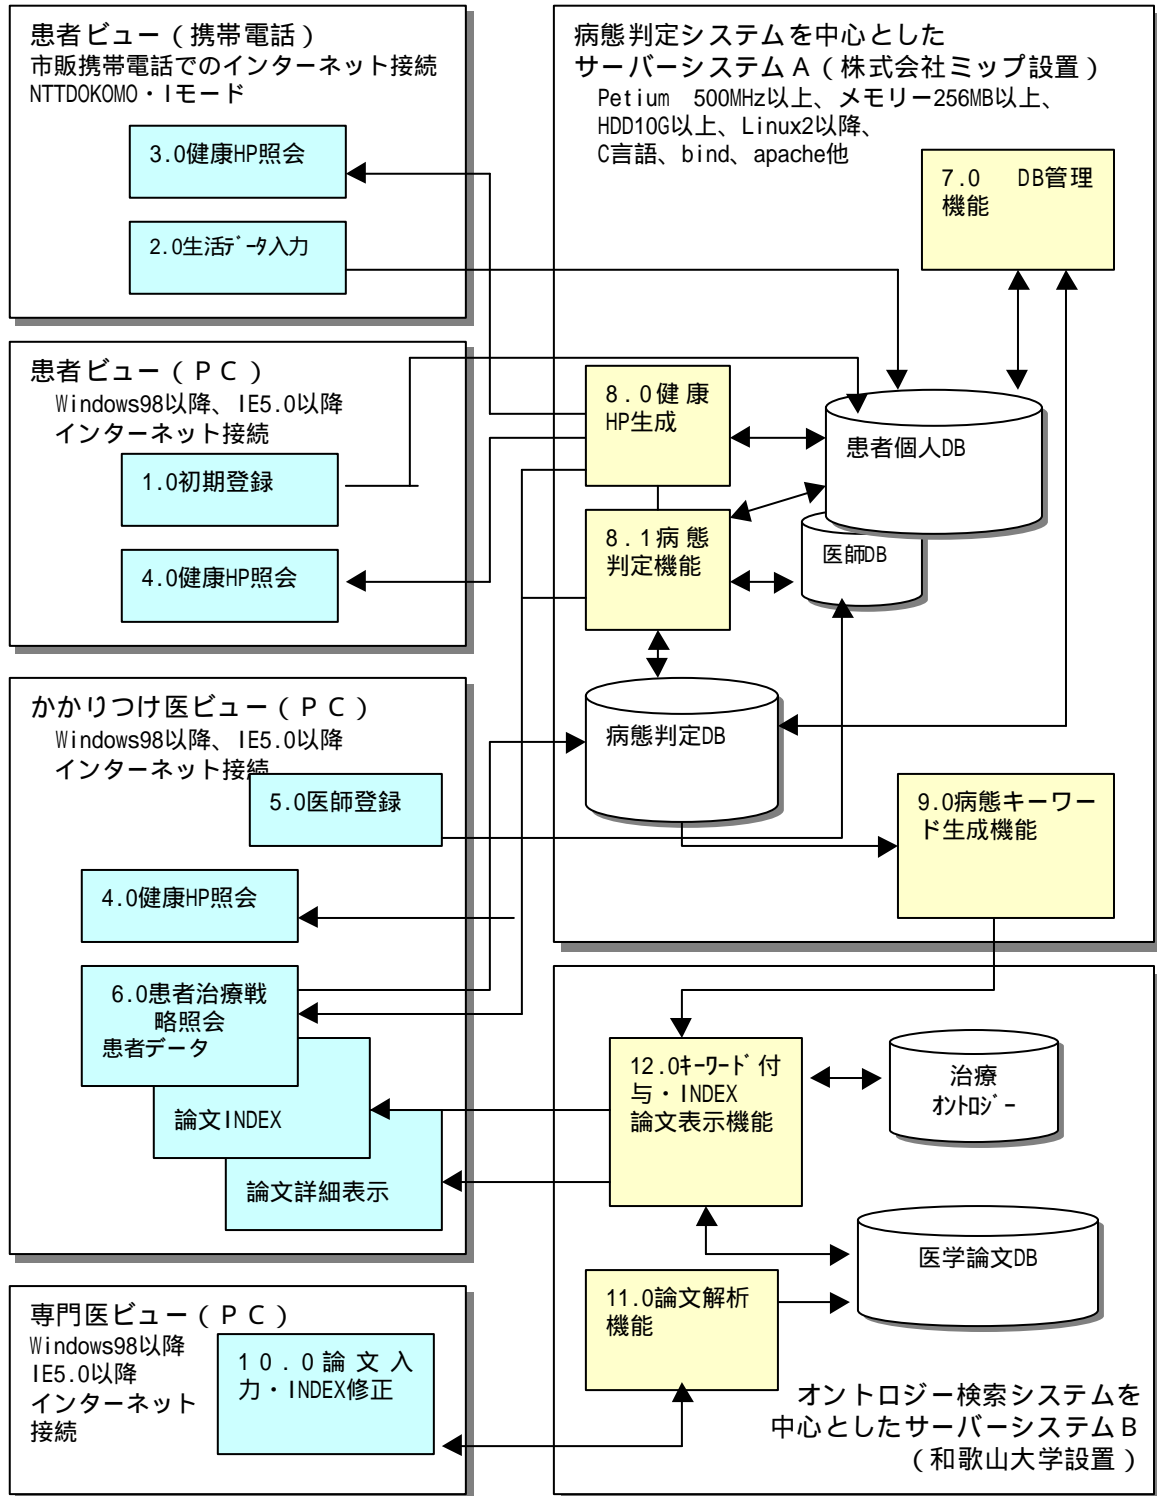 患者ビュー（携帯電話）
市販携帯電話でのインターネット接続
NTTDOKOMO・Iモード
3.0健康HP照会
2.0生活ﾃﾞｰﾀ入力
患者ビュー（ＰＣ）
Windows98以降、IE5.0以降
インターネット接続
1.0初期登録
4.0健康HP照会
かかりつけ医ビュー（ＰＣ）
Windows98以降、IE5.0以降
インターネット接続
5.0医師登録
4.0健康HP照会
6.0患者治療戦
略照会
患者データ
論文INDEX
論文詳細表示
専門医ビュー（ＰＣ）
Windows98以降
IE5.0以降
インターネット
接続
10.0論文入
力・INDEX修正
病態判定システムを中心とした
サーバーシステムＡ（株式会社ミップ設置）
Petium　500MHz以上、メモリー256MB以上、
HDD10G以上、Linux2以降、
C言語、bind、apache他
7.0　DB管理
機能
8.0健康
HP生成
患者個人DB
8.1病態
判定機能
医師DB
病態判定DB
9.0病態キーワー
ド生成機能
12.0ｷｰﾜｰﾄﾞ付
与・INDEX
論文表示機能
治療
ｵﾝﾄﾛｼﾞｰ
医学論文DB
11.0論文解析
機能
オントロジー検索システムを
中心としたサーバーシステムＢ
（和歌山大学設置）